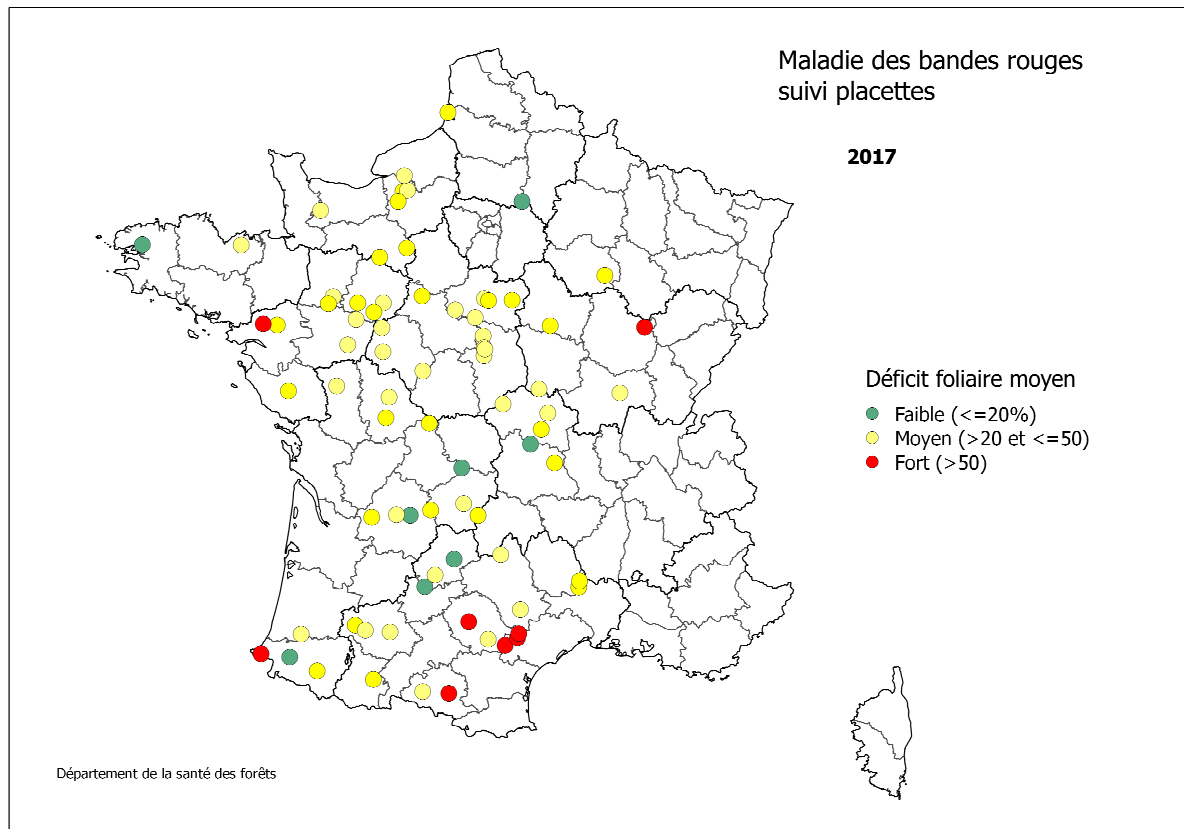 Maladie des bandes rouges
suivi placettes
2017
Déficit foliaire moyen
Faible (<=20%)
Moyen (>20 et <=50)
Fort (>50)
Département de la santé des forêts